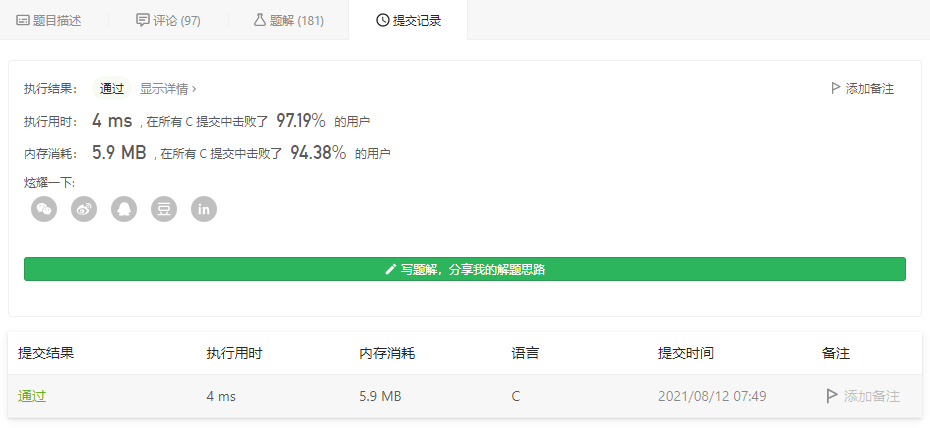 题目描述 评论 (97) 题解 (181) 提交记录
执行结果： 通过 显示详情 › 添加备注
执行用时： 4 ms , 在所有 C 提交中击败了 97.19% 的用户
内存消耗： 5.9 MB , 在所有 C 提交中击败了 94.38% 的用户
炫耀一下:
豆 in
写题解，分享我的解题思路
提交结果 执行用时 内存消耗 语言 提交时间 备注
通过 4 ms 5.9 MB C 2021/08/12 07:49 添加备注